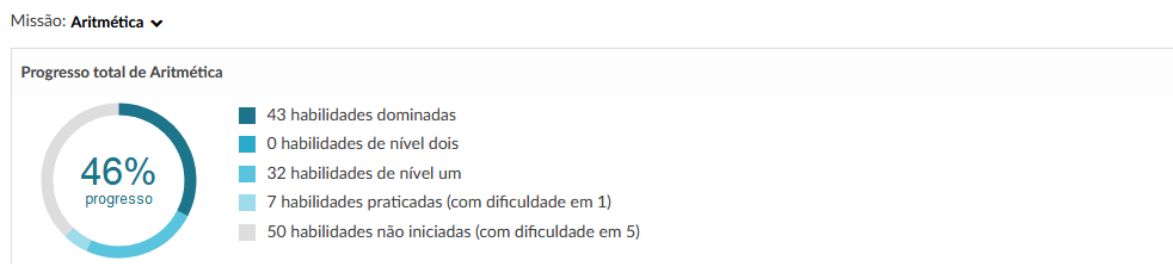 Missão: Aritmética
Progresso total de Aritmética
46%
progresso
43 habilidades dominadas
0 habilidades de nível dois
32 habilidades de nível um
7 habilidades praticadas (com dificuldade em 1)
50 habilidades não iniciadas (com dificuldade em 5)